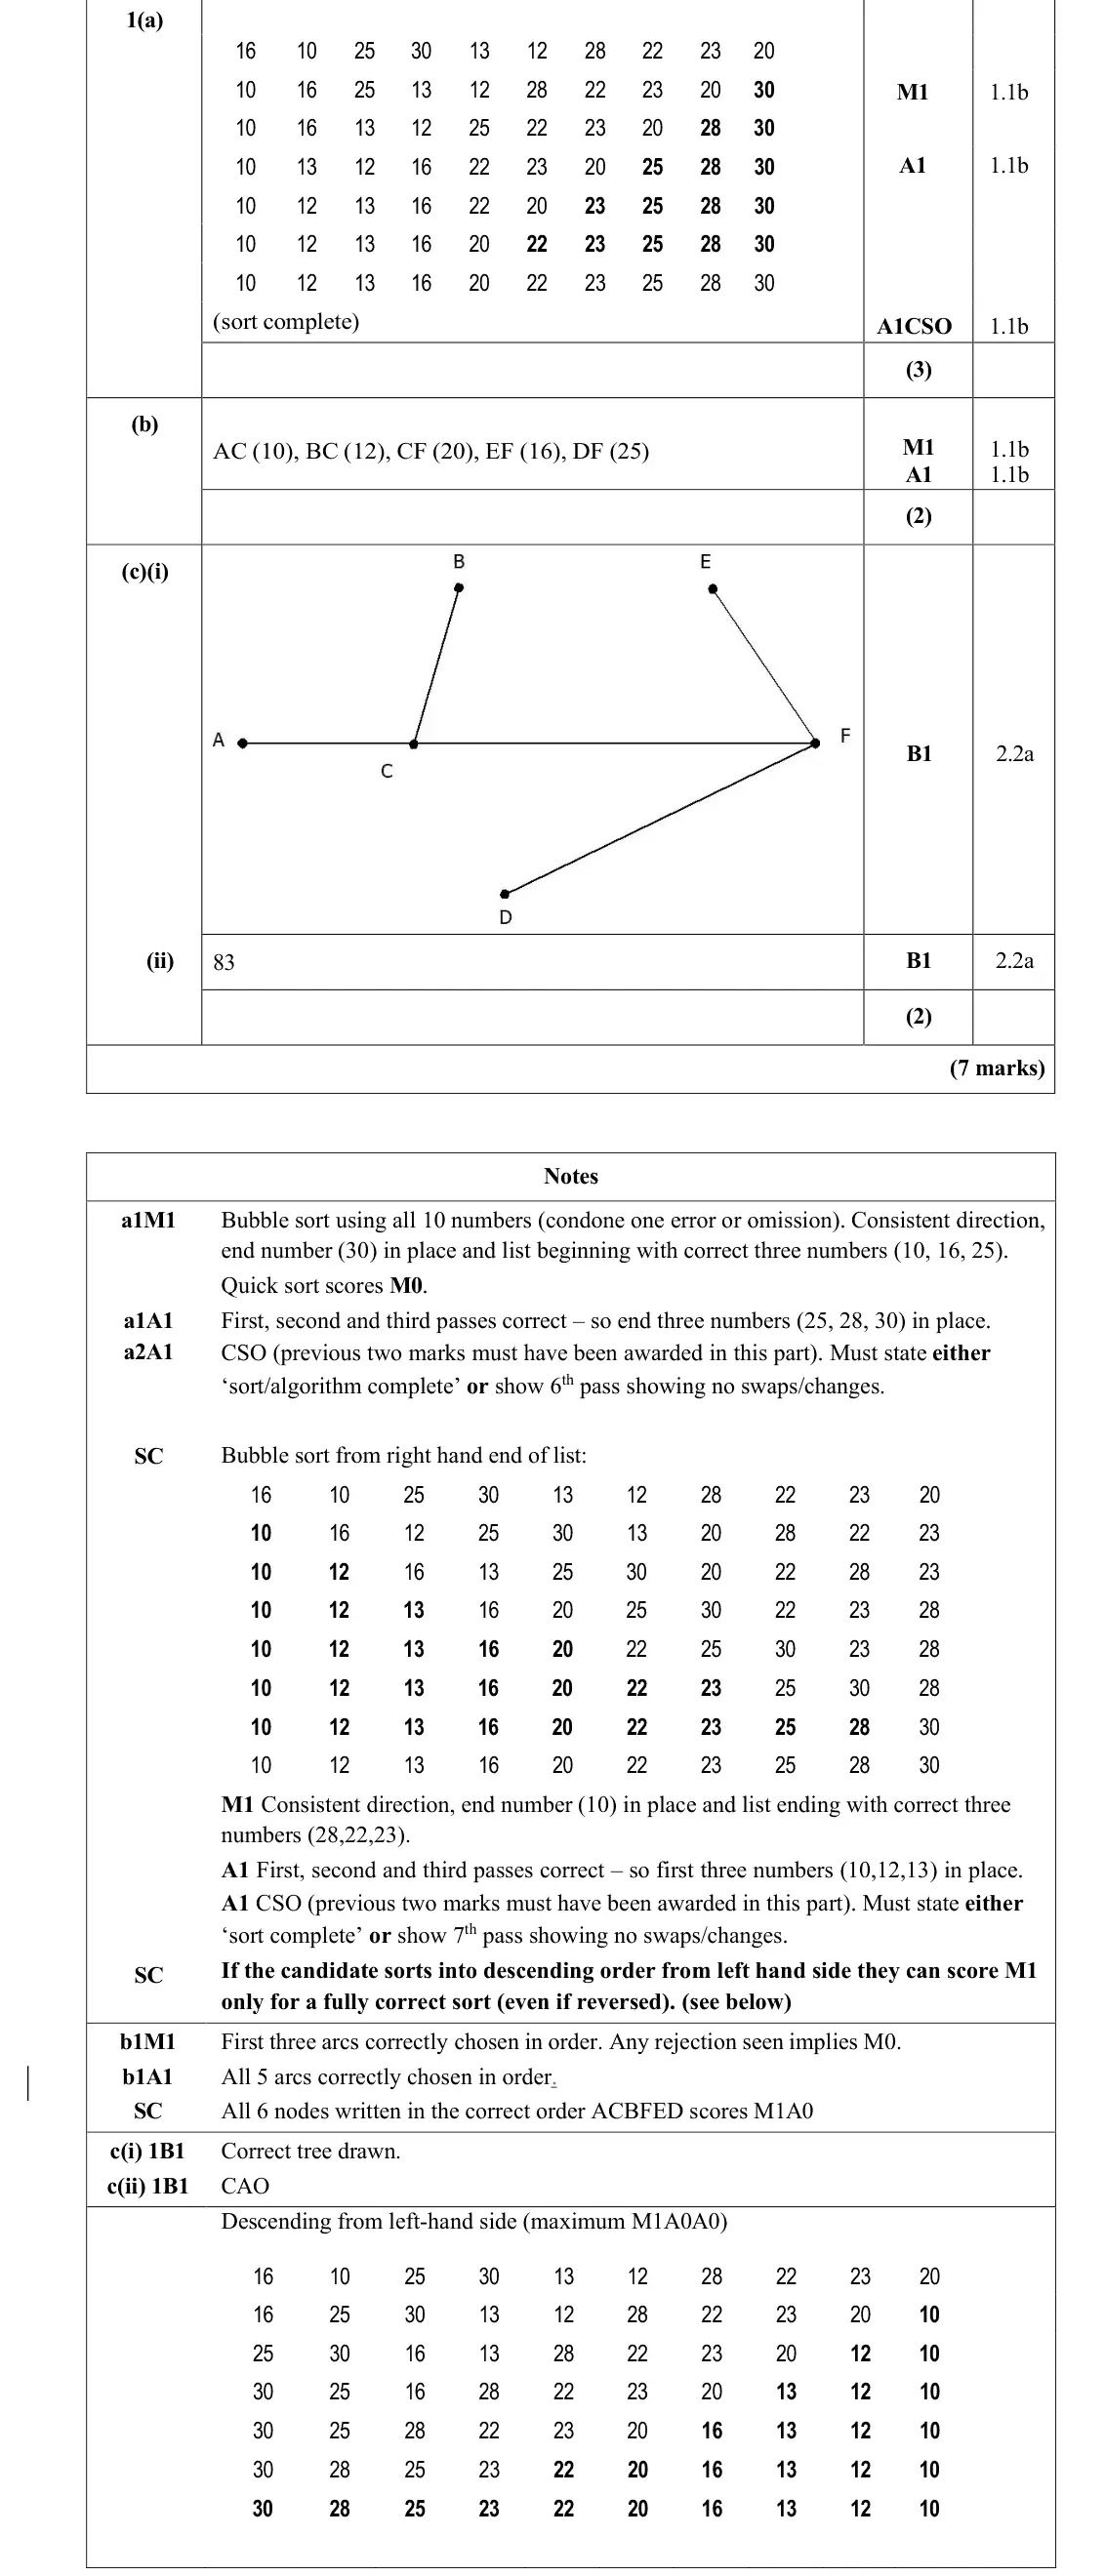 1(a)
16 10 25 30 13 12 28 22 23 20
10 16 25 13 12 28 22 23 20 30 M1 1.1b
10 16 13 12 25 22 23 20 28 30
10 13 12 16 22 23 20 25 28 30 A1 1.1b
10 12 13 16 22 20 23 25 28 30
10 12 13 16 20 22 23 25 28 30
10 12 13 16 20 22 23 25 28 30
(sort complete) A1CSO 1.1b
(3)
(b)
AC (10), BC (12), CF (20), EF (16), DF (25) M1 1.1b
A1 1.1b
(2)
(c)(i)
B E
A F
C
B1 2.2a
D
(ii) 83 B1 2.2a
(2)
(7 marks)
Notes
a1M1 Bubble sort using all 10 numbers (condone one error or omission). Consistent direction,
end number (30) in place and list beginning with correct three numbers (10, 16, 25).
Quick sort scores M0.
a1A1 First, second and third passes correct – so end three numbers (25, 28, 30) in place.
a2A1 CSO (previous two marks must have been awarded in this part). Must state either
‘sort/algorithm complete’ or show 6th pass showing no swaps/changes.
SC Bubble sort from right hand end of list:
16 10 25 30 13 12 28 22 23 20
10 16 12 25 30 13 20 28 22 23
10 12 16 13 25 30 20 22 28 23
10 12 13 16 20 25 30 22 23 28
10 12 13 16 20 22 25 30 23 28
10 12 13 16 20 22 23 25 30 28
10 12 13 16 20 22 23 25 28 30
10 12 13 16 20 22 23 25 28 30
M1 Consistent direction, end number (10) in place and list ending with correct three
numbers (28,22,23).
A1 First, second and third passes correct – so first three numbers (10,12,13) in place.
A1 CSO (previous two marks must have been awarded in this part). Must state either
‘sort complete’ or show 7th pass showing no swaps/changes.
SC If the candidate sorts into descending order from left hand side they can score M1
only for a fully correct sort (even if reversed). (see below)
b1M1 First three arcs correctly chosen in order. Any rejection seen implies M0.
b1A1 All 5 arcs correctly chosen in order.
SC All 6 nodes written in the correct order ACBFED scores M1A0
c(i) 1B1 Correct tree drawn.
c(ii) 1B1 CAO
Descending from left-hand side (maximum M1A0A0)
16 10 25 30 13 12 28 22 23 20
16 25 30 13 12 28 22 23 20 10
25 30 16 13 28 22 23 20 12 10
30 25 16 28 22 23 20 13 12 10
30 25 28 22 23 20 16 13 12 10
30 28 25 23 22 20 16 13 12 10
30 28 25 23 22 20 16 13 12 10